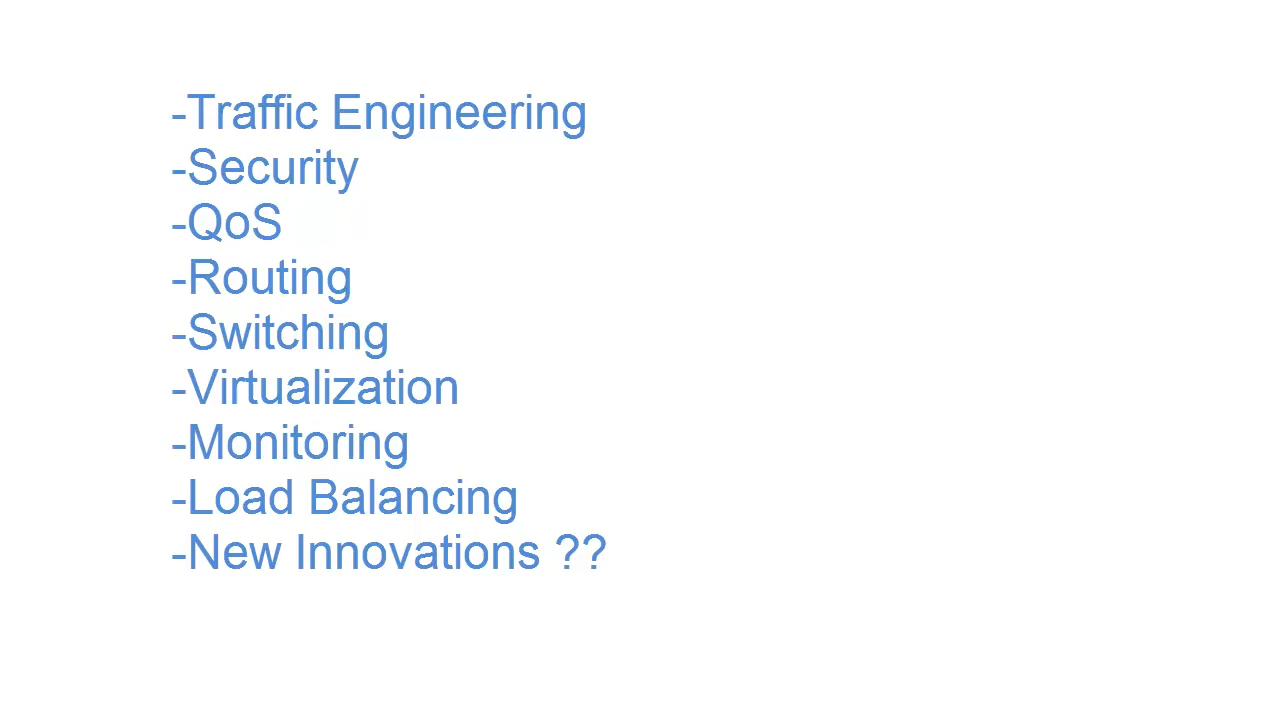 -Traffic Engineering
-Security
-QoS
-Routing
-Switching
-Virtualization
-Monitoring
-Load Balancing
-New Innovations ??